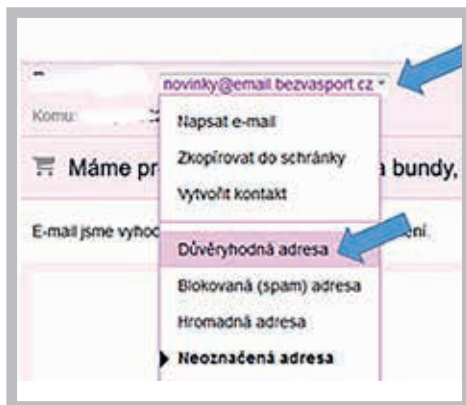 novinky@email.bezvasport.cz
Komu:
Napsat e-mail
Zkopírovat do schránky
Máme pr a bundy,
Vytvořit kontakt
E-mail jsme vyhoc ení.
Důvěryhodná adresa
Blokovaná (spam) adresa
Hromadná adresa
Neoznačená adresa